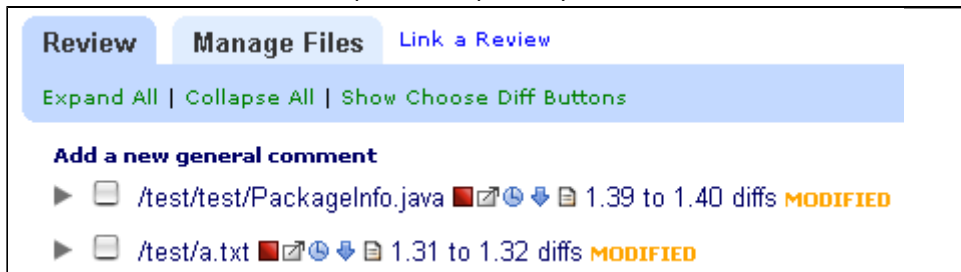 Review Manage Files Link a Review
Expand All | Collapse All | Show Choose Diff Buttons
Add a new general comment
/test/test/PackageInfo.java 1.39 to 1.40 diffs MODIFIED
/test/a.txt 1.31 to 1.32 diffs MODIFIED